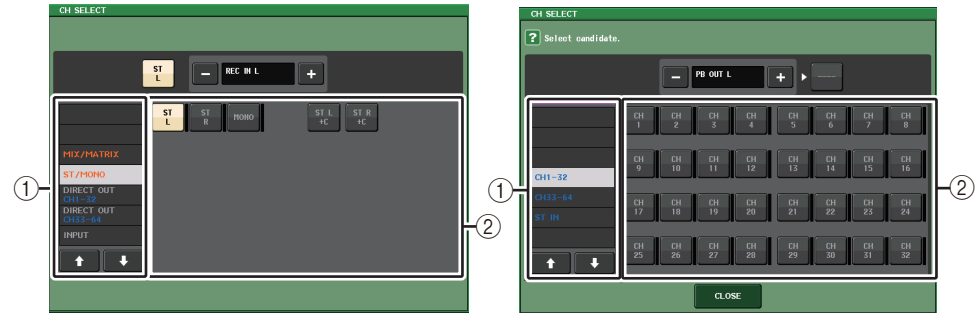 CH SELECT
ST
L
REC IN L
ST
L
ST
R
MONO
ST L
+C
ST R
+C
MIX/MATRIX
ST/MONO
DIRECT OUT
CH1-32
DIRECT OUT
CH33-64
INPUT
1
2
CH SELECT
? Select candidate.
PB OUT L
----
CH1-32
CH33-64
ST IN
CH CH CH CH CH CH CH CH
1 2 3 4 5 6 7 8
CH CH CH CH CH CH CH CH
9 10 11 12 13 14 15 16
CH CH CH CH CH CH CH CH
17 18 19 20 21 22 23 24
CH CH CH CH CH CH CH CH
25 26 27 28 29 30 31 32
CLOSE
1
2